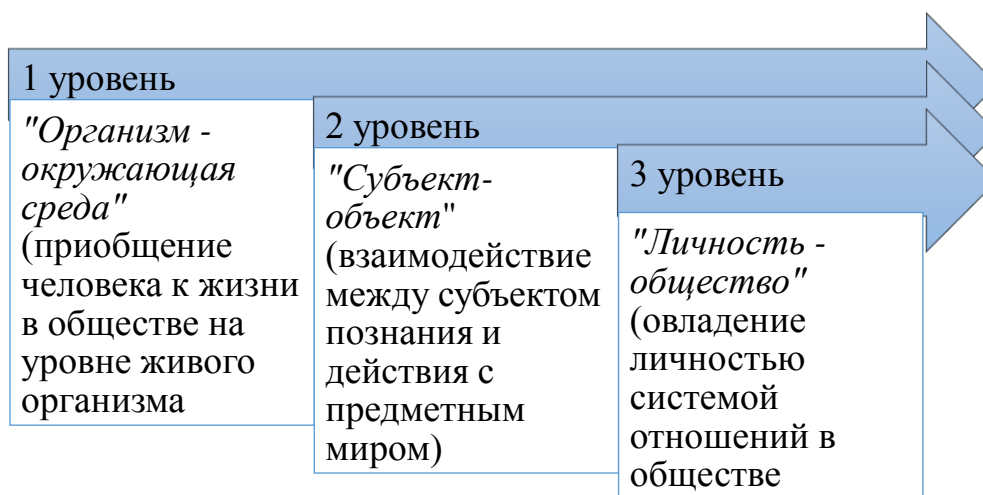 1 уровень
"Организм -
окружающая
среда"
(приобщение
человека к жизни
в обществе на
уровне живого
организма
2 уровень
"Субъект-
объект"
(взаимодействие
между субъектом
познания и
действия с
предметным
миром)
3 уровень
"Личность -
общество"
(овладение
личностью
системой
отношений в
обществе